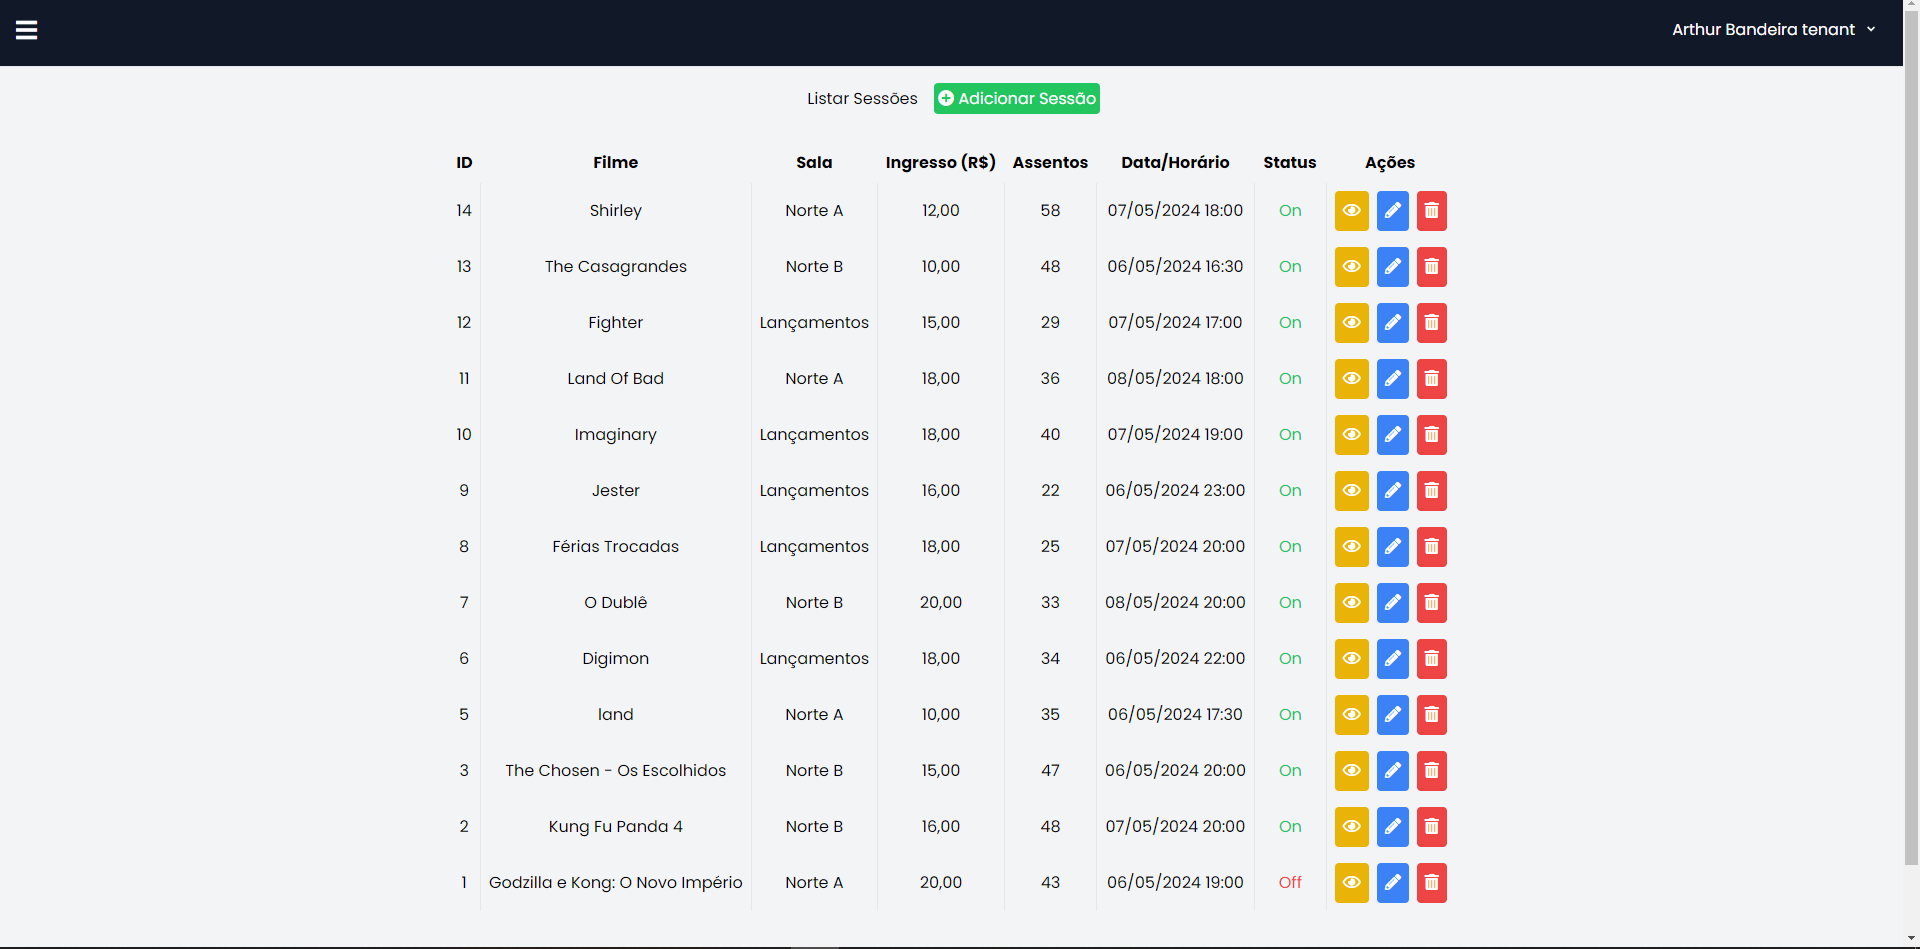 Arthur Bandeira tenant
Listar Sessões Adicionar Sessão
ID Filme Sala Ingresso (R$) Assentos Data/Horário Status Ações
14 Shirley Norte A 12,00 58 07/05/2024 18:00 On
13 The Casagrandes Norte B 10,00 48 06/05/2024 16:30 On
12 Fighter Lançamentos 15,00 29 07/05/2024 17:00 On
11 Land Of Bad Norte A 18,00 36 08/05/2024 18:00 On
10 Imaginary Lançamentos 18,00 40 07/05/2024 19:00 On
9 Jester Lançamentos 16,00 22 06/05/2024 23:00 On
8 Férias Trocadas Lançamentos 18,00 25 07/05/2024 20:00 On
7 O Dublê Norte B 20,00 33 08/05/2024 20:00 On
6 Digimon Lançamentos 18,00 34 06/05/2024 22:00 On
5 land Norte A 10,00 35 06/05/2024 17:30 On
3 The Chosen - Os Escolhidos Norte B 15,00 47 06/05/2024 20:00 On
2 Kung Fu Panda 4 Norte B 16,00 48 07/05/2024 20:00 On
1 Godzilla e Kong: O Novo Império Norte A 20,00 43 06/05/2024 19:00 Off